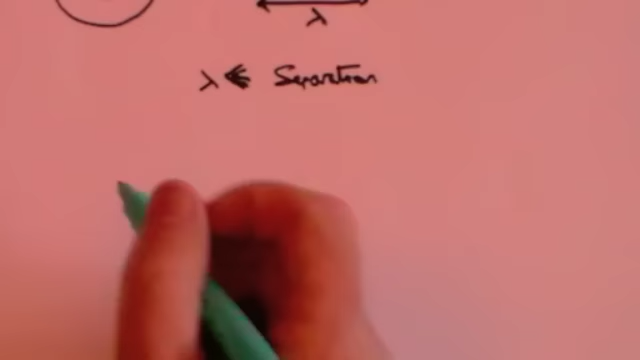 λ
λ ⋘ Separation